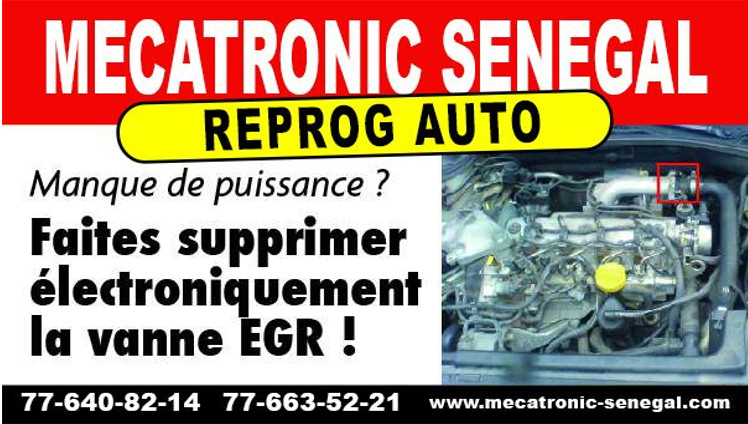 MECATRONIC SENEGAL
REPROG AUTO
Manque de puissance ?
Faites supprimer
électroniquement
la vanne EGR !
77-640-82-14 77-663-52-21 www.mecatronic-senegal.com